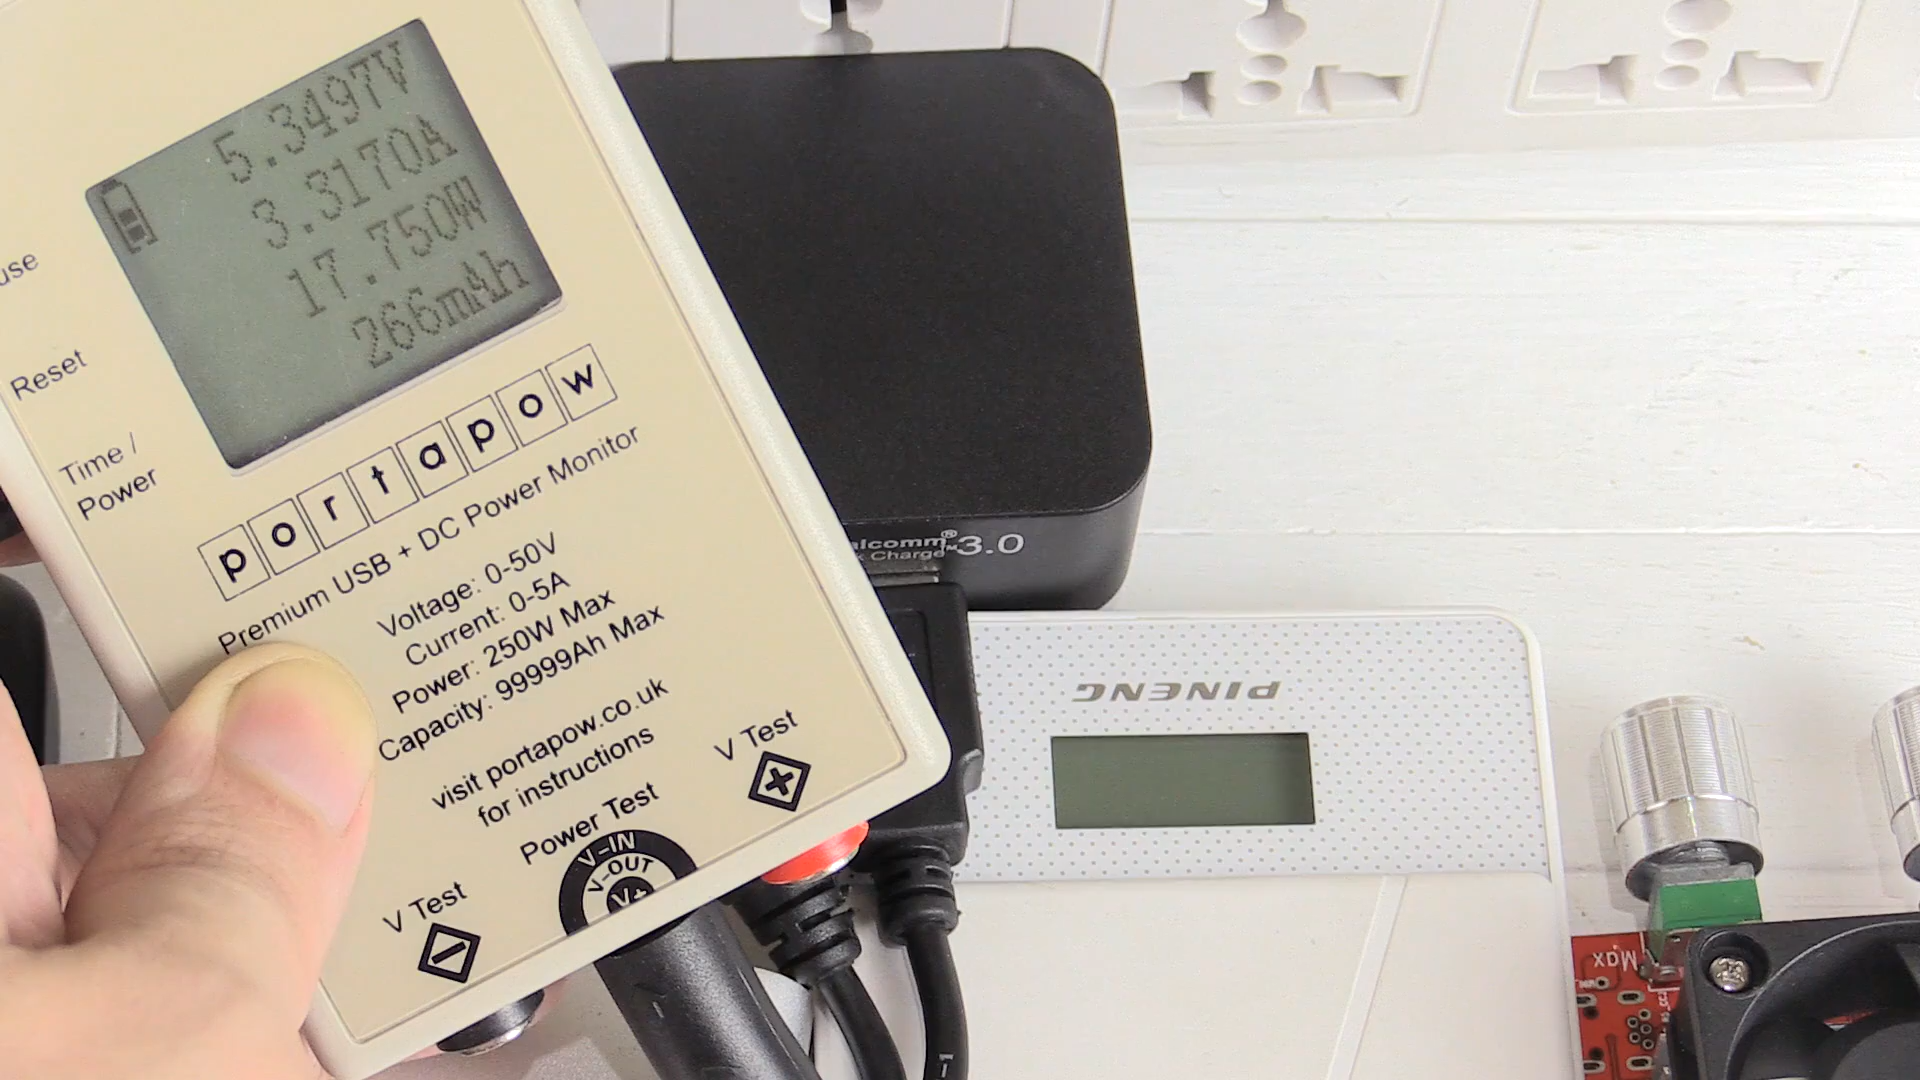 5.3497V
3.3170A
17.750W
266mAh
Reset
Time /
Power
portapow
Premium USB + DC Power Monitor
Voltage: 0-50V
Current: 0-5A
Power: 250W Max
Capacity: 99999Ah Max
visit portapow.co.uk
for instructions
Power Test
V Test
V Test
V-IN
V-OUT
V+
3.0
Charge
PINENG
Max